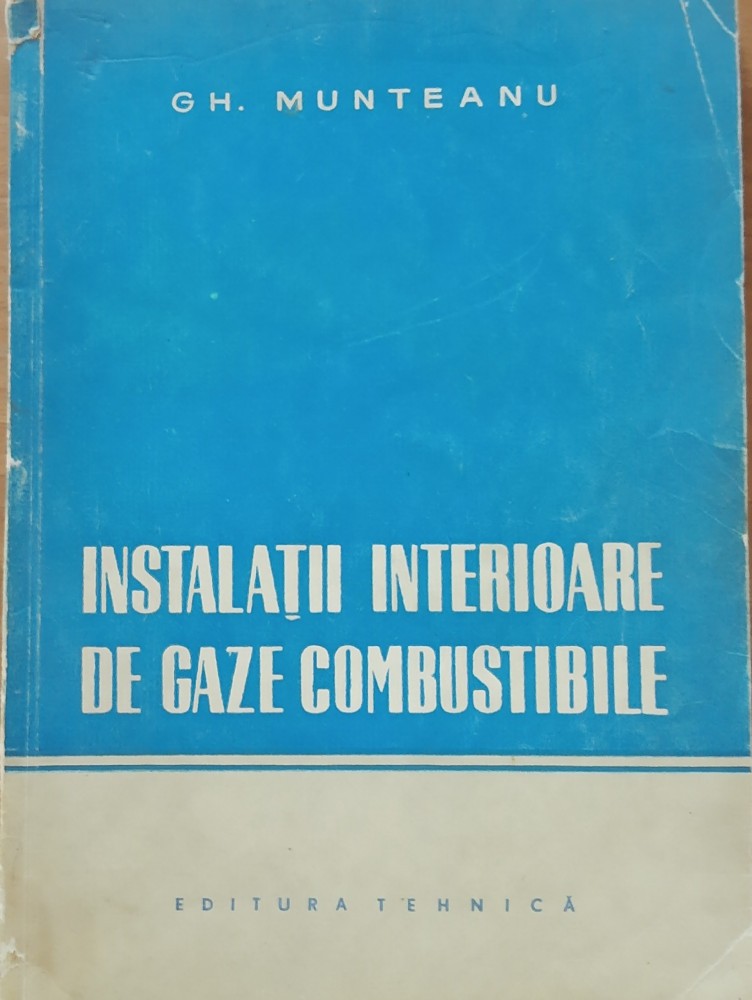 GH. MUNTEANU
INSTALAȚII INTERIOARE
DE GAZE COMBUSTIBILE
EDITURA TEHNICĂ